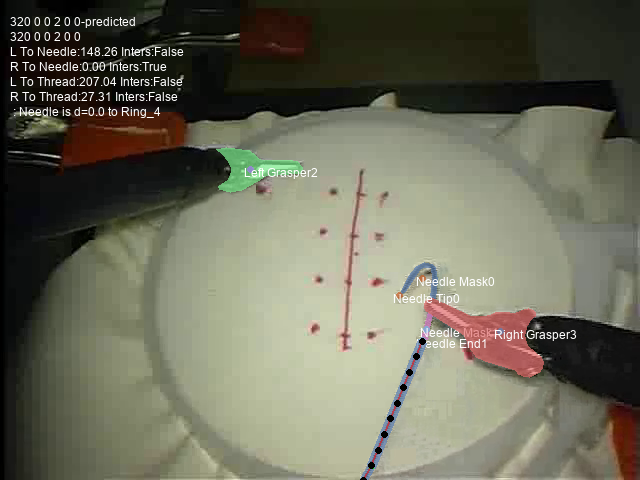 320 0 0 2 0 0-predicted
320 0 0 2 0 0
L To Needle:148.26 Inters:False
R To Needle:0.00 Inters:True
L To Thread:207.04 Inters:False
R To Thread:27.31 Inters:False
: Needle is d=0.0 to Ring_4
Left Grasper2
Needle Mask0
Needle Tip0
Needle Mask Right Grasper3
Needle End1